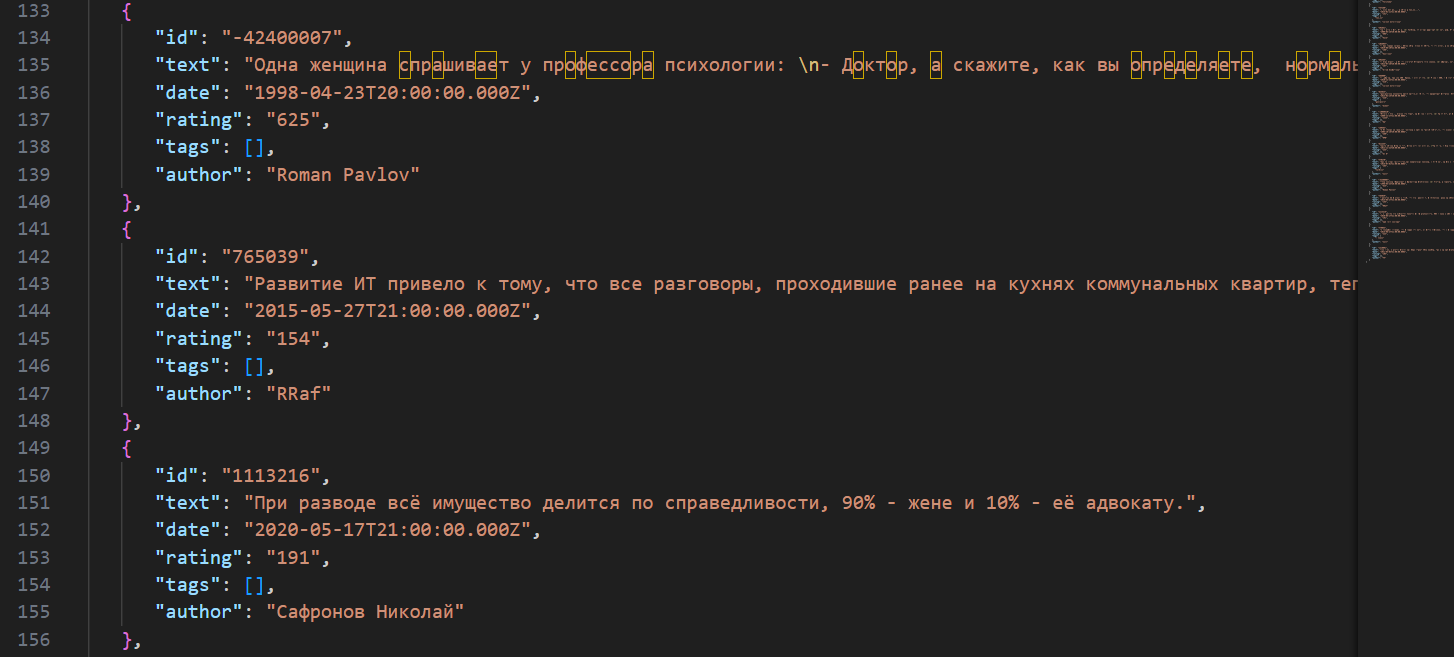 133 {
134 "id": "-42400007",
135 "text": "Одна женщина спрашивает у профессора психологии: \n- Доктор, а скажите, как вы определяете,  нормаль
136 "date": "1998-04-23T20:00:00.000Z",
137 "rating": "625",
138 "tags": [],
139 "author": "Roman Pavlov"
140 },
141 {
142 "id": "765039",
143 "text": "Развитие ИТ привело к тому, что все разговоры, проходившие ранее на кухнях коммунальных квартир, теп
144 "date": "2015-05-27T21:00:00.000Z",
145 "rating": "154",
146 "tags": [],
147 "author": "RRaf"
148 },
149 {
150 "id": "1113216",
151 "text": "При разводе всё имущество делится по справедливости, 90% - жене и 10% - её адвокату.",
152 "date": "2020-05-17T21:00:00.000Z",
153 "rating": "191",
154 "tags": [],
155 "author": "Сафронов Николай"
156 },